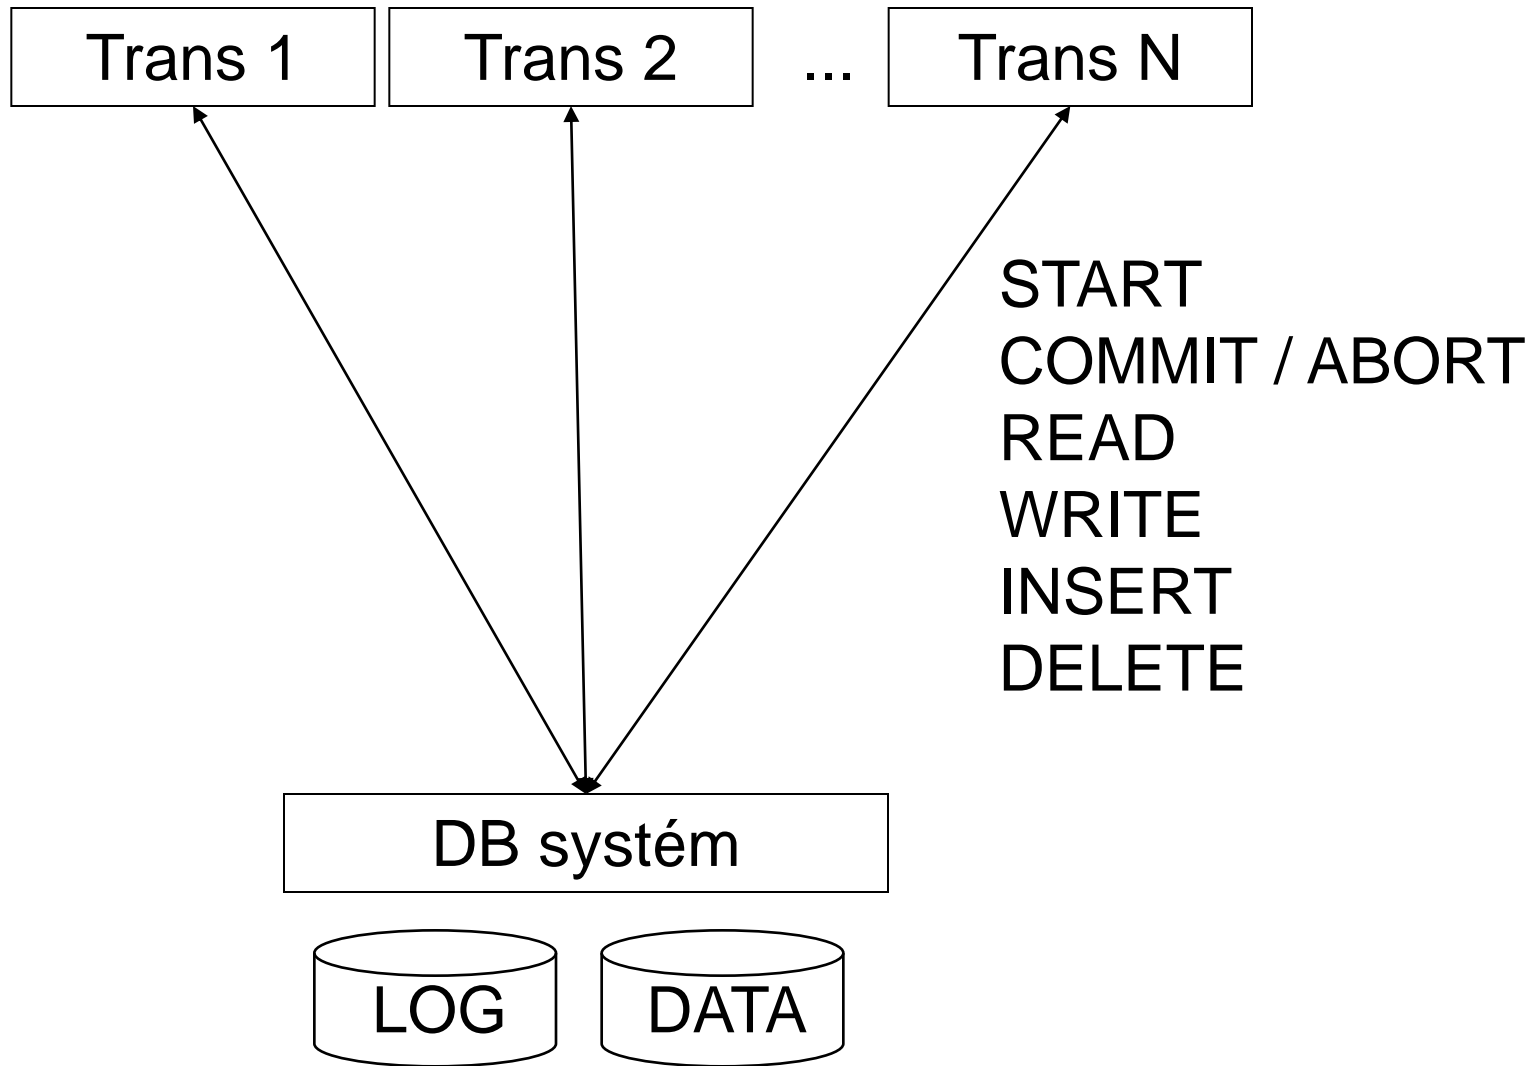 Trans 1
Trans 2
...
Trans N
START
COMMIT / ABORT
READ
WRITE
INSERT
DELETE
DB systém
LOG
DATA